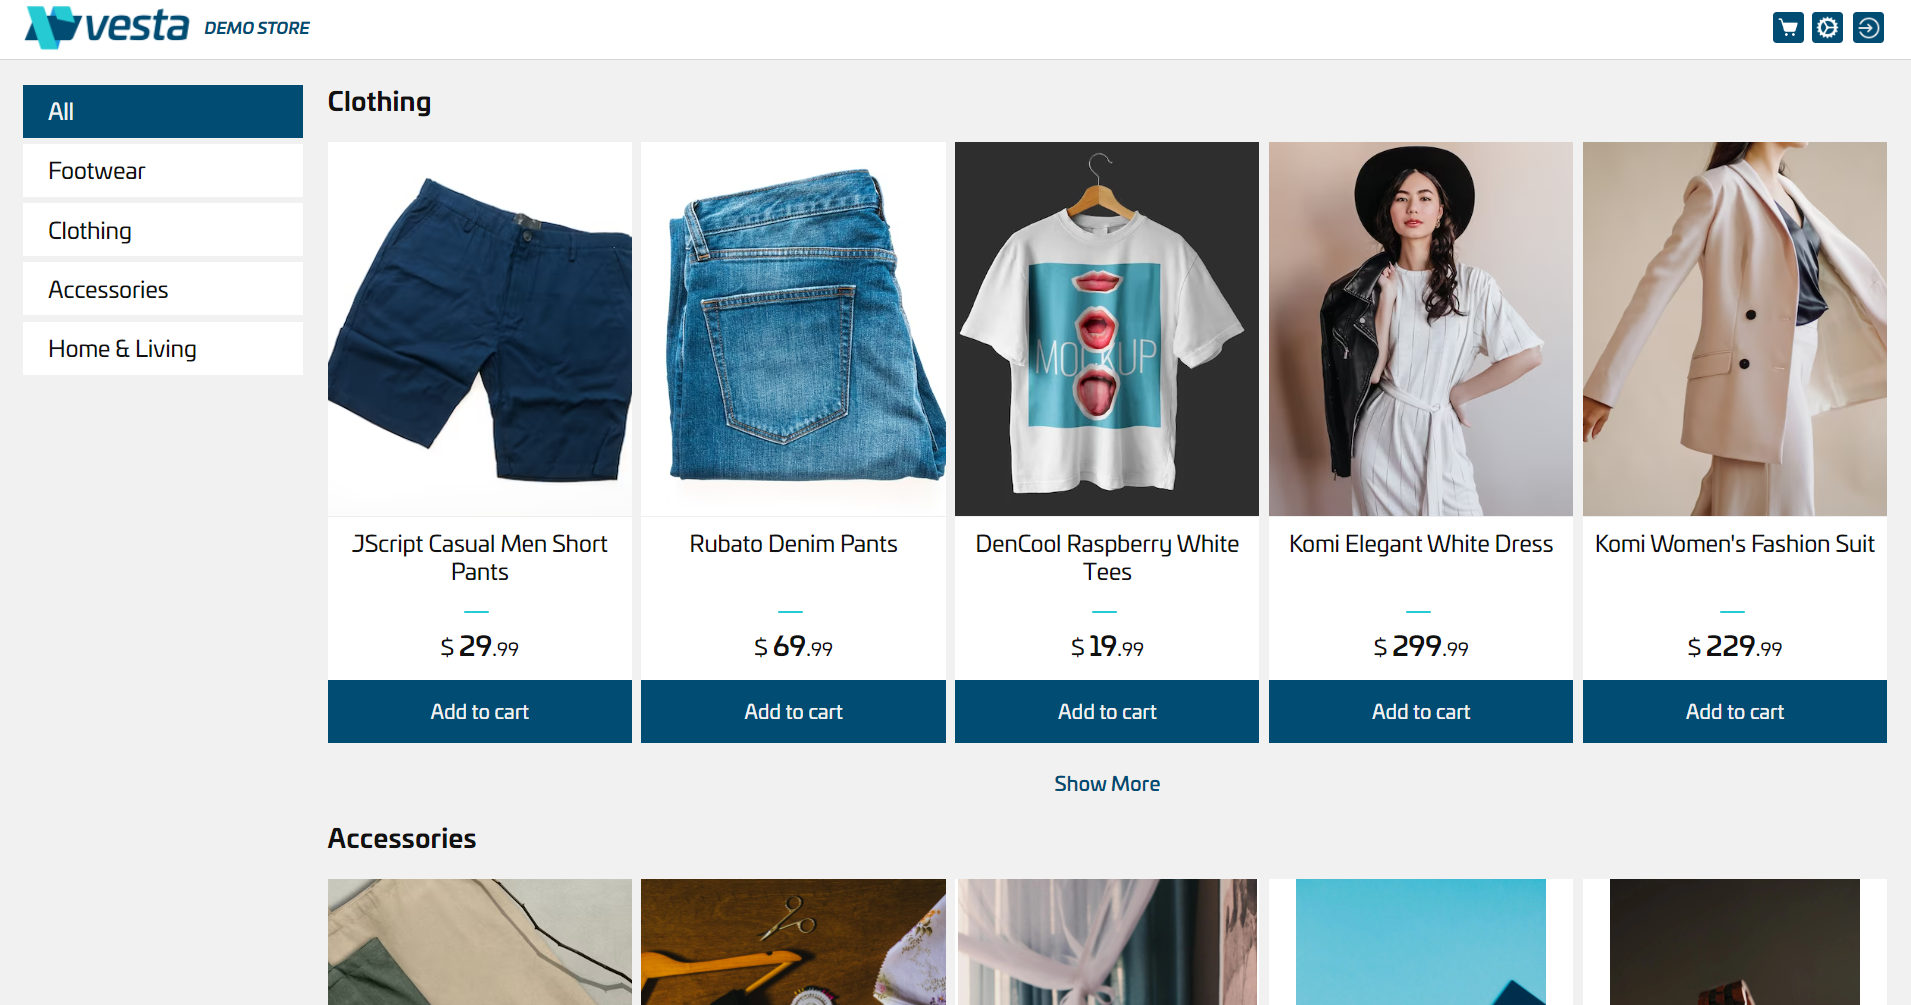 vesta DEMO STORE
All
Footwear
Clothing
Accessories
Home & Living
Clothing
MOCKUP
JScript Casual Men Short
Pants
$ 29.99
Add to cart
Rubato Denim Pants
$ 69.99
Add to cart
DenCool Raspberry White
Tees
$ 19.99
Add to cart
Komi Elegant White Dress
$ 299.99
Add to cart
Komi Women's Fashion Suit
$ 229.99
Add to cart
Show More
Accessories